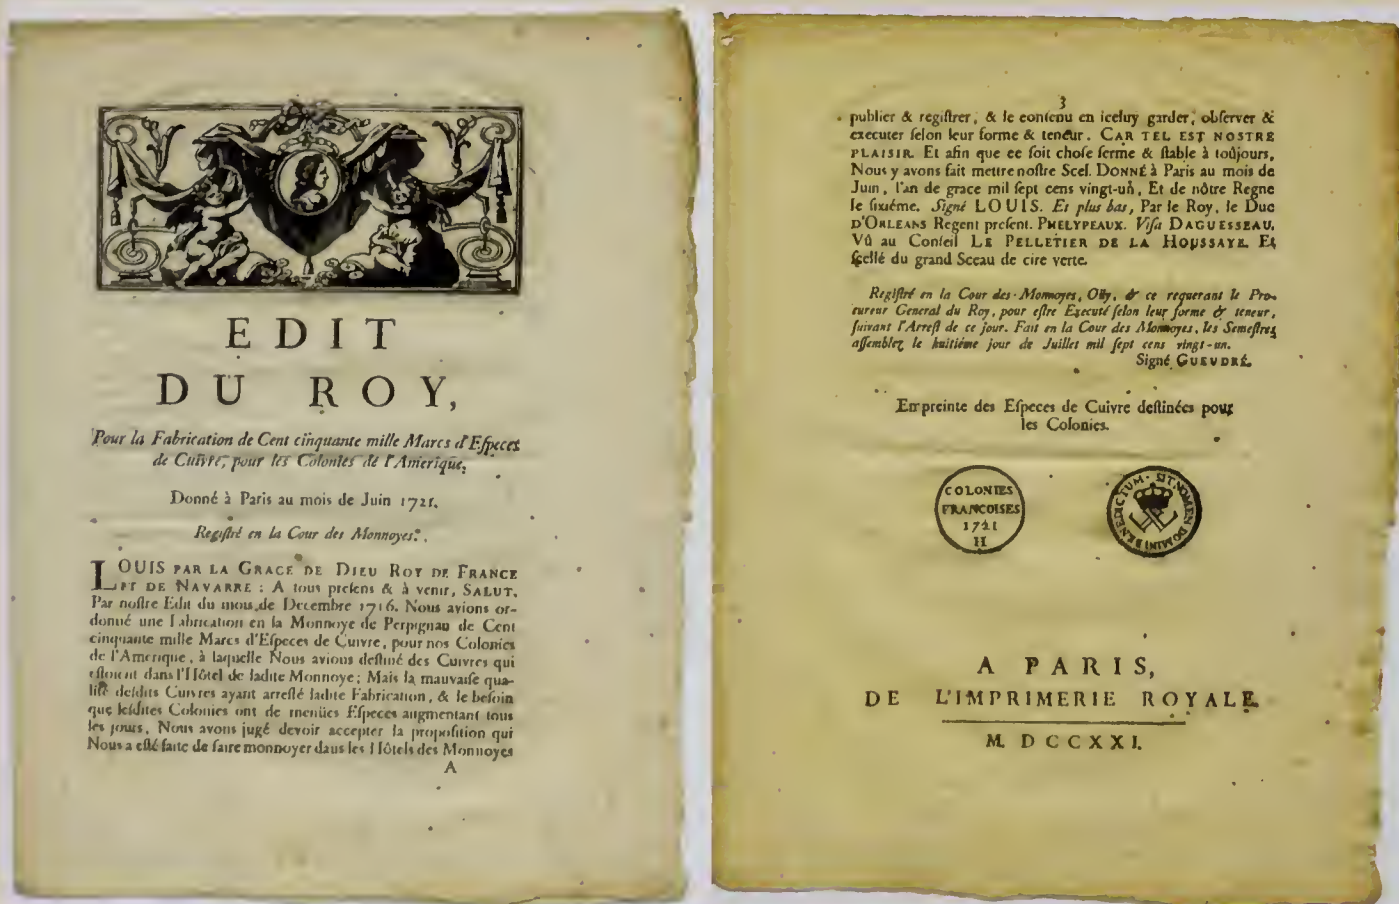 EDIT
DU ROY,
Pour la Fabrication de Cent cinquante mille Marcs d'Eſpeces
de Cuivre, pour les Colonies de l'Amerique.
Donné à Paris au mois de Juin 1721.
Regiſtré en la Cour des Monnoyes.
LOUIS PAR LA GRACE DE DIEU ROY DE FRANCE
ET DE NAVARRE : A tous preſens & à venir, SALUT.
Par noſtre Edit du mois de Decembre 1716. Nous avions or-
donné une Fabrication en la Monnoye de Perpignan de Cent
cinquante mille Marcs d'Eſpeces de Cuivre, pour nos Colonies
de l'Amerique, à laquelle Nous avions deſtiné des Cuivres qui
eſtoient dans l'Hôtel de ladite Monnoye; Mais la mauvaiſe qua-
lité deſdits Cuivres ayant arreſté ladite Fabrication, & le beſoin
que leſdites Colonies ont de menües Eſpeces augmentant tous
les jours, Nous avons jugé devoir accepter la propoſition qui
Nous a eſté faite de faire monnoyer dans les Hôtels des Monnoyes
A
3
publier & regiſtrer, & le contenu en iceluy garder, obſerver &
executer ſelon leur forme & teneur. CAR TEL EST NOSTRE
PLAISIR. Et afin que ce ſoit choſe ferme & ſtable à toûjours,
Nous y avons fait mettre noſtre Scel. DONNÉ à Paris au mois de
Juin, l'an de grace mil ſept cens vingt-un, Et de nôtre Regne
le ſixiéme. Signé LOUIS. Et plus bas, Par le Roy, le Duc
D'ORLEANS Regent preſent. PHELYPEAUX. Viſa DAGUESSEAU.
Vû au Conſeil LE PELLETIER DE LA HOUSSAYE. Et
ſcellé du grand Sceau de cire verte.
Regiſtré en la Cour des Monnoyes, Oüy, & ce requerant le Pro-
cureur General du Roy, pour eſtre Executé ſelon leur forme & teneur,
ſuivant l'Arreſt de ce jour. Fait en la Cour des Monnoyes, les Semeſtres
aſſemblez le huitiéme jour de Juillet mil ſept cens vingt-un.
Signé GUEUDRÉ.
Empreinte des Eſpeces de Cuivre deſtinées pour
les Colonies.
COLONIES
FRANCOISES
1721
H
SIT NOMEN DOMINI BENEDICTUM
A PARIS,
DE L'IMPRIMERIE ROYALE.
M. DCCXXI.